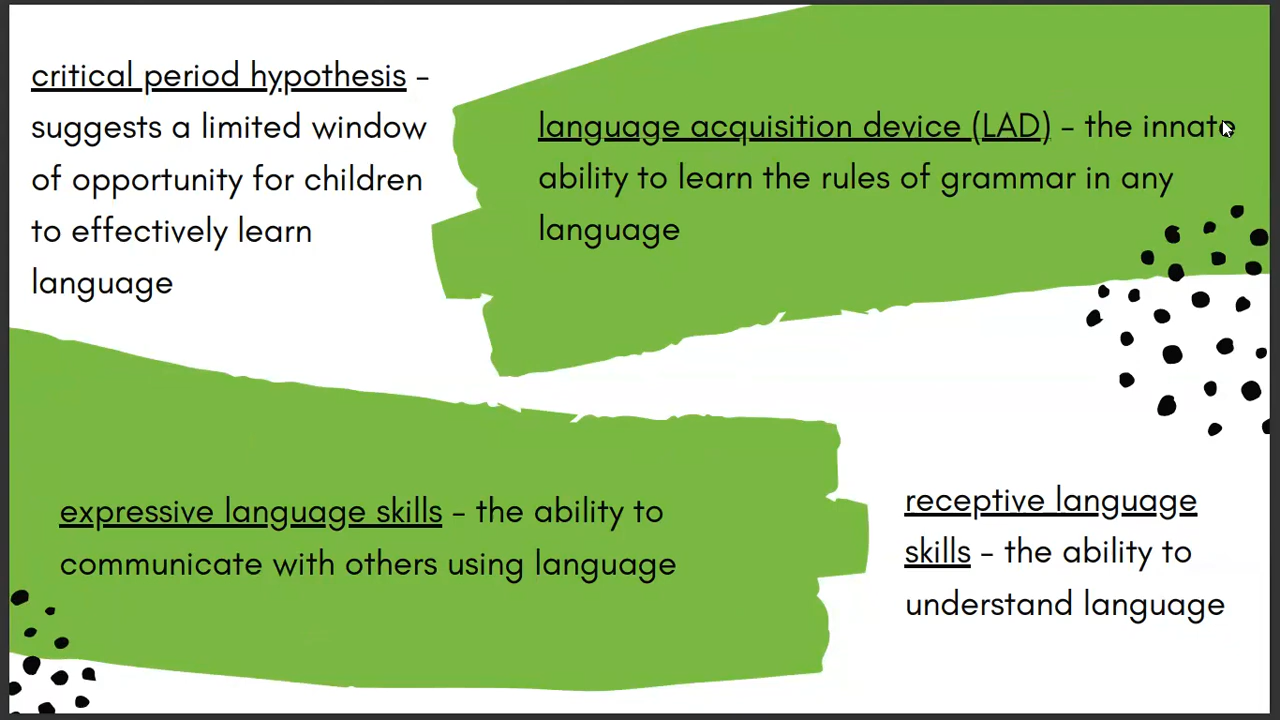 critical period hypothesis -
suggests a limited window
of opportunity for children
to effectively learn
language
language acquisition device (LAD) - the innate
ability to learn the rules of grammar in any
language
expressive language skills - the ability to
communicate with others using language
receptive language
skills - the ability to
understand language